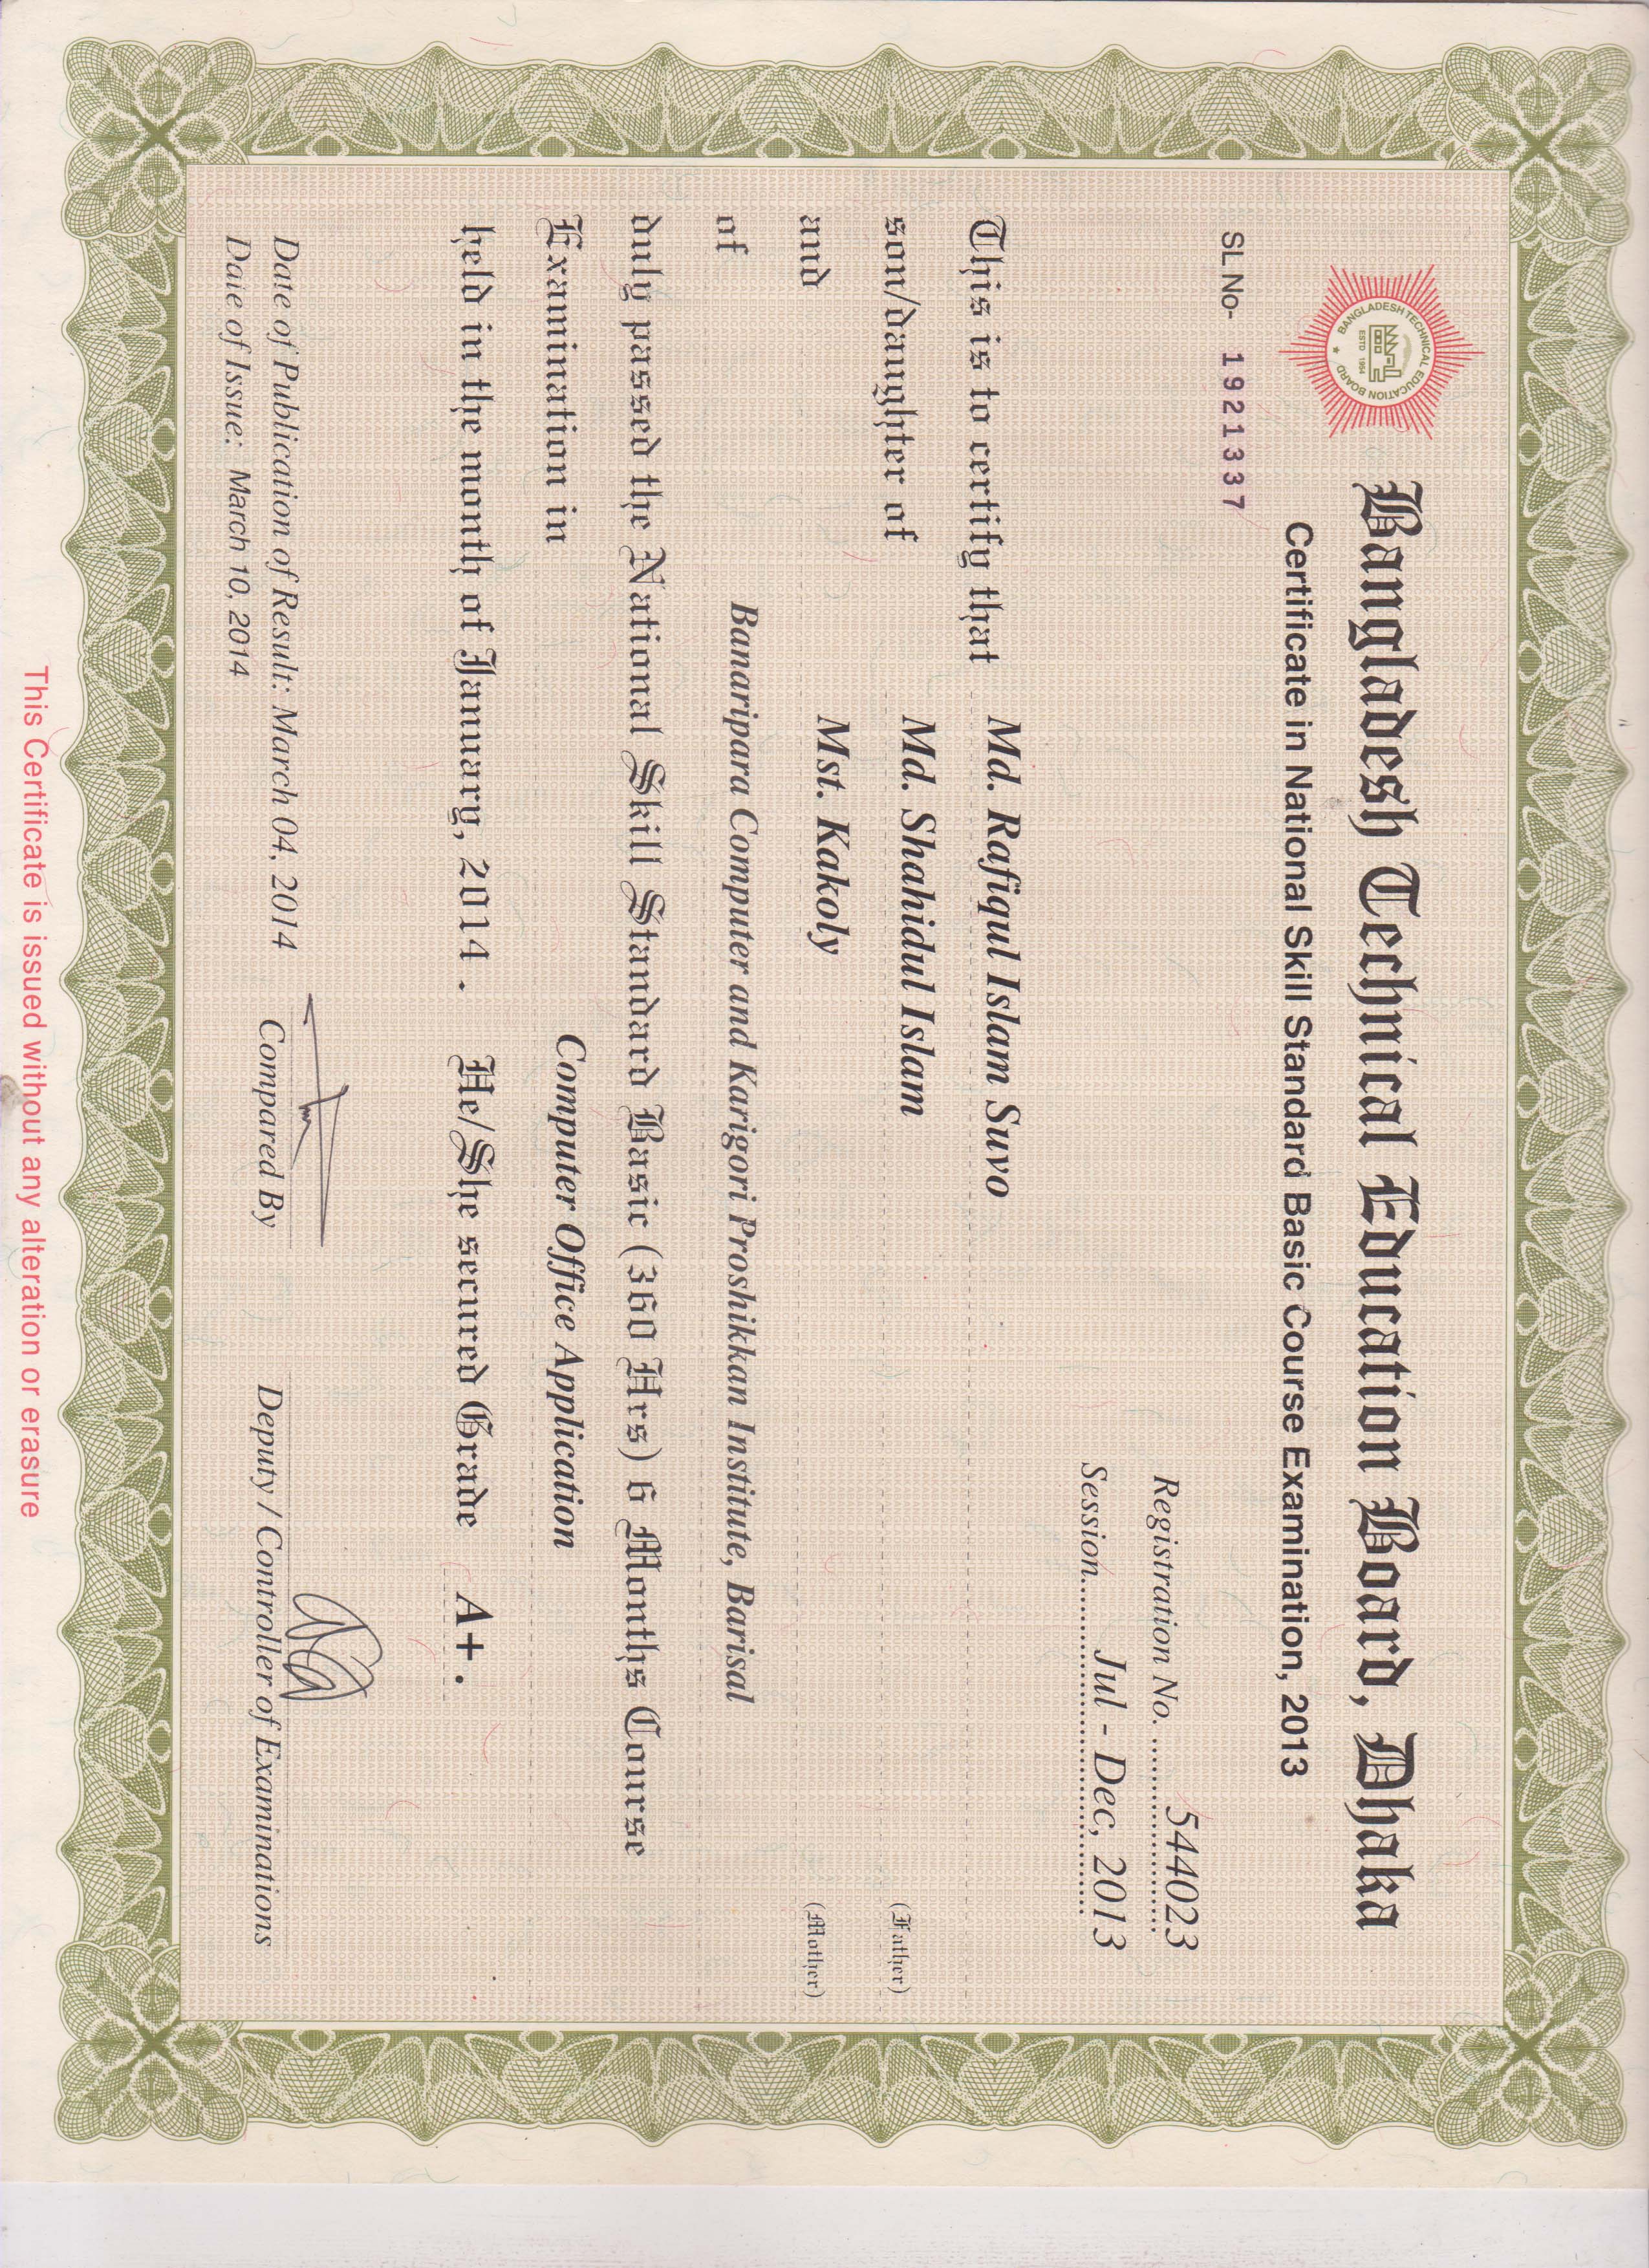 BANGLADESH TECHNICAL EDUCATION BOARD
ESTD 1954
Bangladesh Technical Education Board, Dhaka
Certificate in National Skill Standard Basic Course Examination, 2013
SL No- 1921337
Registration No. ............544023
Session............Jul - Dec, 2013
This is to certify that Md. Rafiqul Islam Suvo
son/daughter of Md. Shahidul Islam (Father)
and Mst. Kakoly (Mother)
of Banaripara Computer and Karigori Proshikkan Institute, Barisal
duly passed the National Skill Standard Basic (360 Hrs) 6 Months Course
Examination in Computer Office Application
held in the month of January, 2014 . He/She secured Grade A+ .
Date of Publication of Result: March 04, 2014
Date of Issue: March 10, 2014
Compared By
Deputy / Controller of Examinations
This Certificate is issued without any alteration or erasure